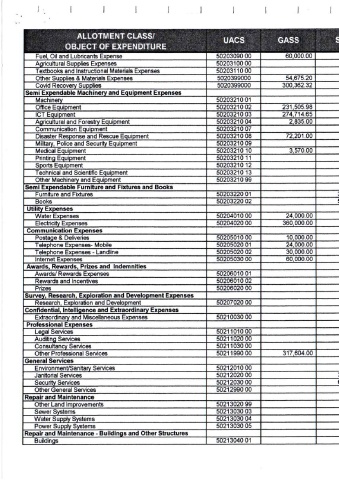 ALLOTMENT CLASS/ OBJECT OF EXPENDITURE UACS GASS
Fuel, Oil and Lubricants Expense 50203090 00 60,000.00
Agricultural Supplies Expenses 50203100 00
Textbooks and Instructional Materials Expenses 50203110 00
Other Supplies & Materials Expenses 5020399000 54,675.20
Covid Recovery Supplies 50203990000 300,362.32
Semi Expendable Machinery and Equipment Expenses
Machinery 50203210 01
Office Equipment 50203210 02 231,505.98
ICT Equipment 50203210 03 274,714.65
Agricultural and Forestry Equipment 50203210 04 2,835.00
Communication Equipment 50203210 07
Disaster Response and Rescue Equipment 50203210 08 72,201.00
Military, Police and Security Equipment 50203210 09
Medical Equipment 50203210 10 3,570.00
Printing Equipment 50203210 11
Sports Equipment 50203210 12
Technical and Scientific Equipment 50203210 13
Other Machinery and Equipment 50203210 99
Semi Expendable Furniture and Fixtures and Books
Furniture and Fixtures 50203220 01
Books 50203220 02
Utility Expenses
Water Expenses 50204010 00 24,000.00
Electricity Expenses 50204020 00 360,000.00
Communication Expenses
Postage & Deliveries 50205010 00 10,000.00
Telephone Expenses- Mobile 50205020 01 24,000.00
Telephone Expenses - Landline 50205020 02 30,000.00
Internet Expenses 50205030 00 60,000.00
Awards, Rewards, Prizes and Indemnities
Awards/ Rewards Expenses 50206010 01
Rewards and Incentives 50206010 02
Prizes 50206020 00
Survey, Research, Exploration and Development Expenses
Research, Exploration and Development 50207020 00
Confidential, Intelligence and Extraordinary Expenses
Extraordinary and Miscellaneous Expenses 50210030 00
Professional Expenses
Legal Services 50211010 00
Auditing Services 50211020 00
Consultancy Services 50211030 00
Other Professional Services 50211990 00 317,604.00
General Services
Environment/Sanitary Services 50212010 00
Janitorial Services 50212020 00
Security Services 50212030 00
Other General Services 50212990 00
Repair and Maintenance
Other Land Improvements 50213020 99
Sewer Systems 50213030 03
Water Supply Systems 50213030 04
Power Supply Systems 50213030 05
Repair and Maintenance - Buildings and Other Structures
Buildings 50213040 01